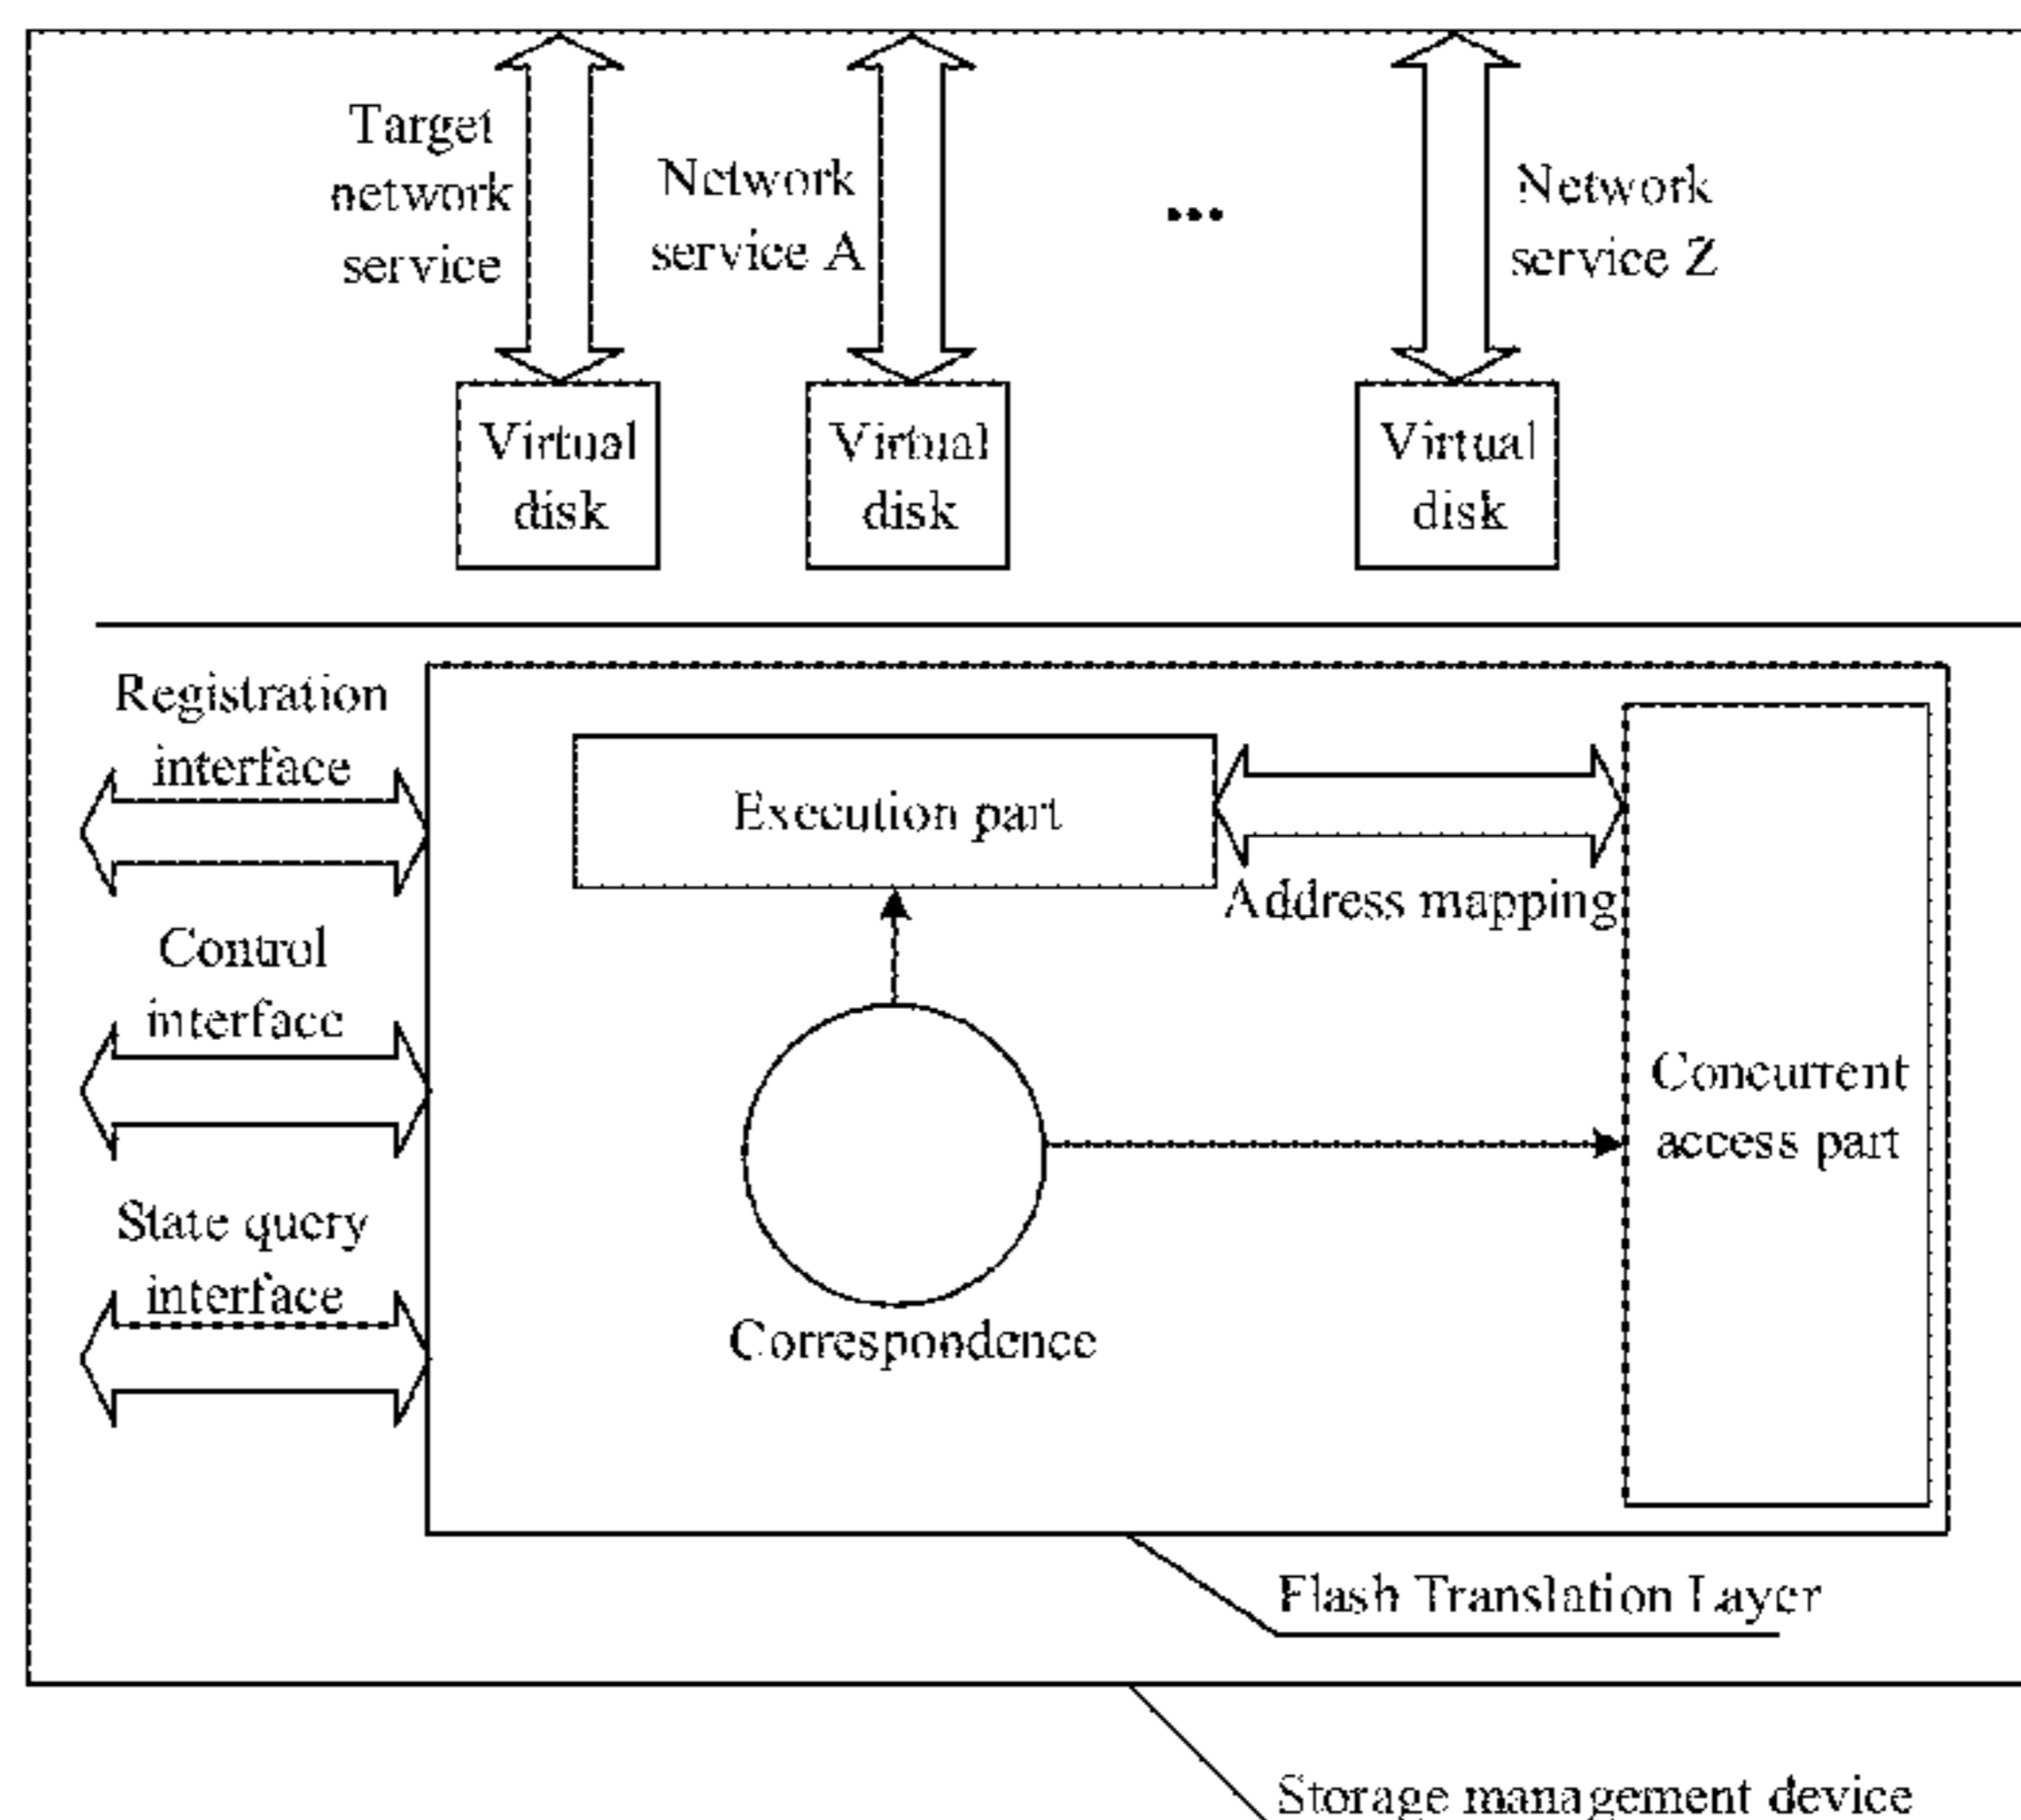 Target
network
service
Network
service A
...
Network
service Z
Virtual
disk
Virtual
disk
Virtual
disk
Registration
interface
Execution part
Address mapping
Control
interface
Concurrent
access part
State query
interface
Correspondence
Flash Translation Layer
Storage management device